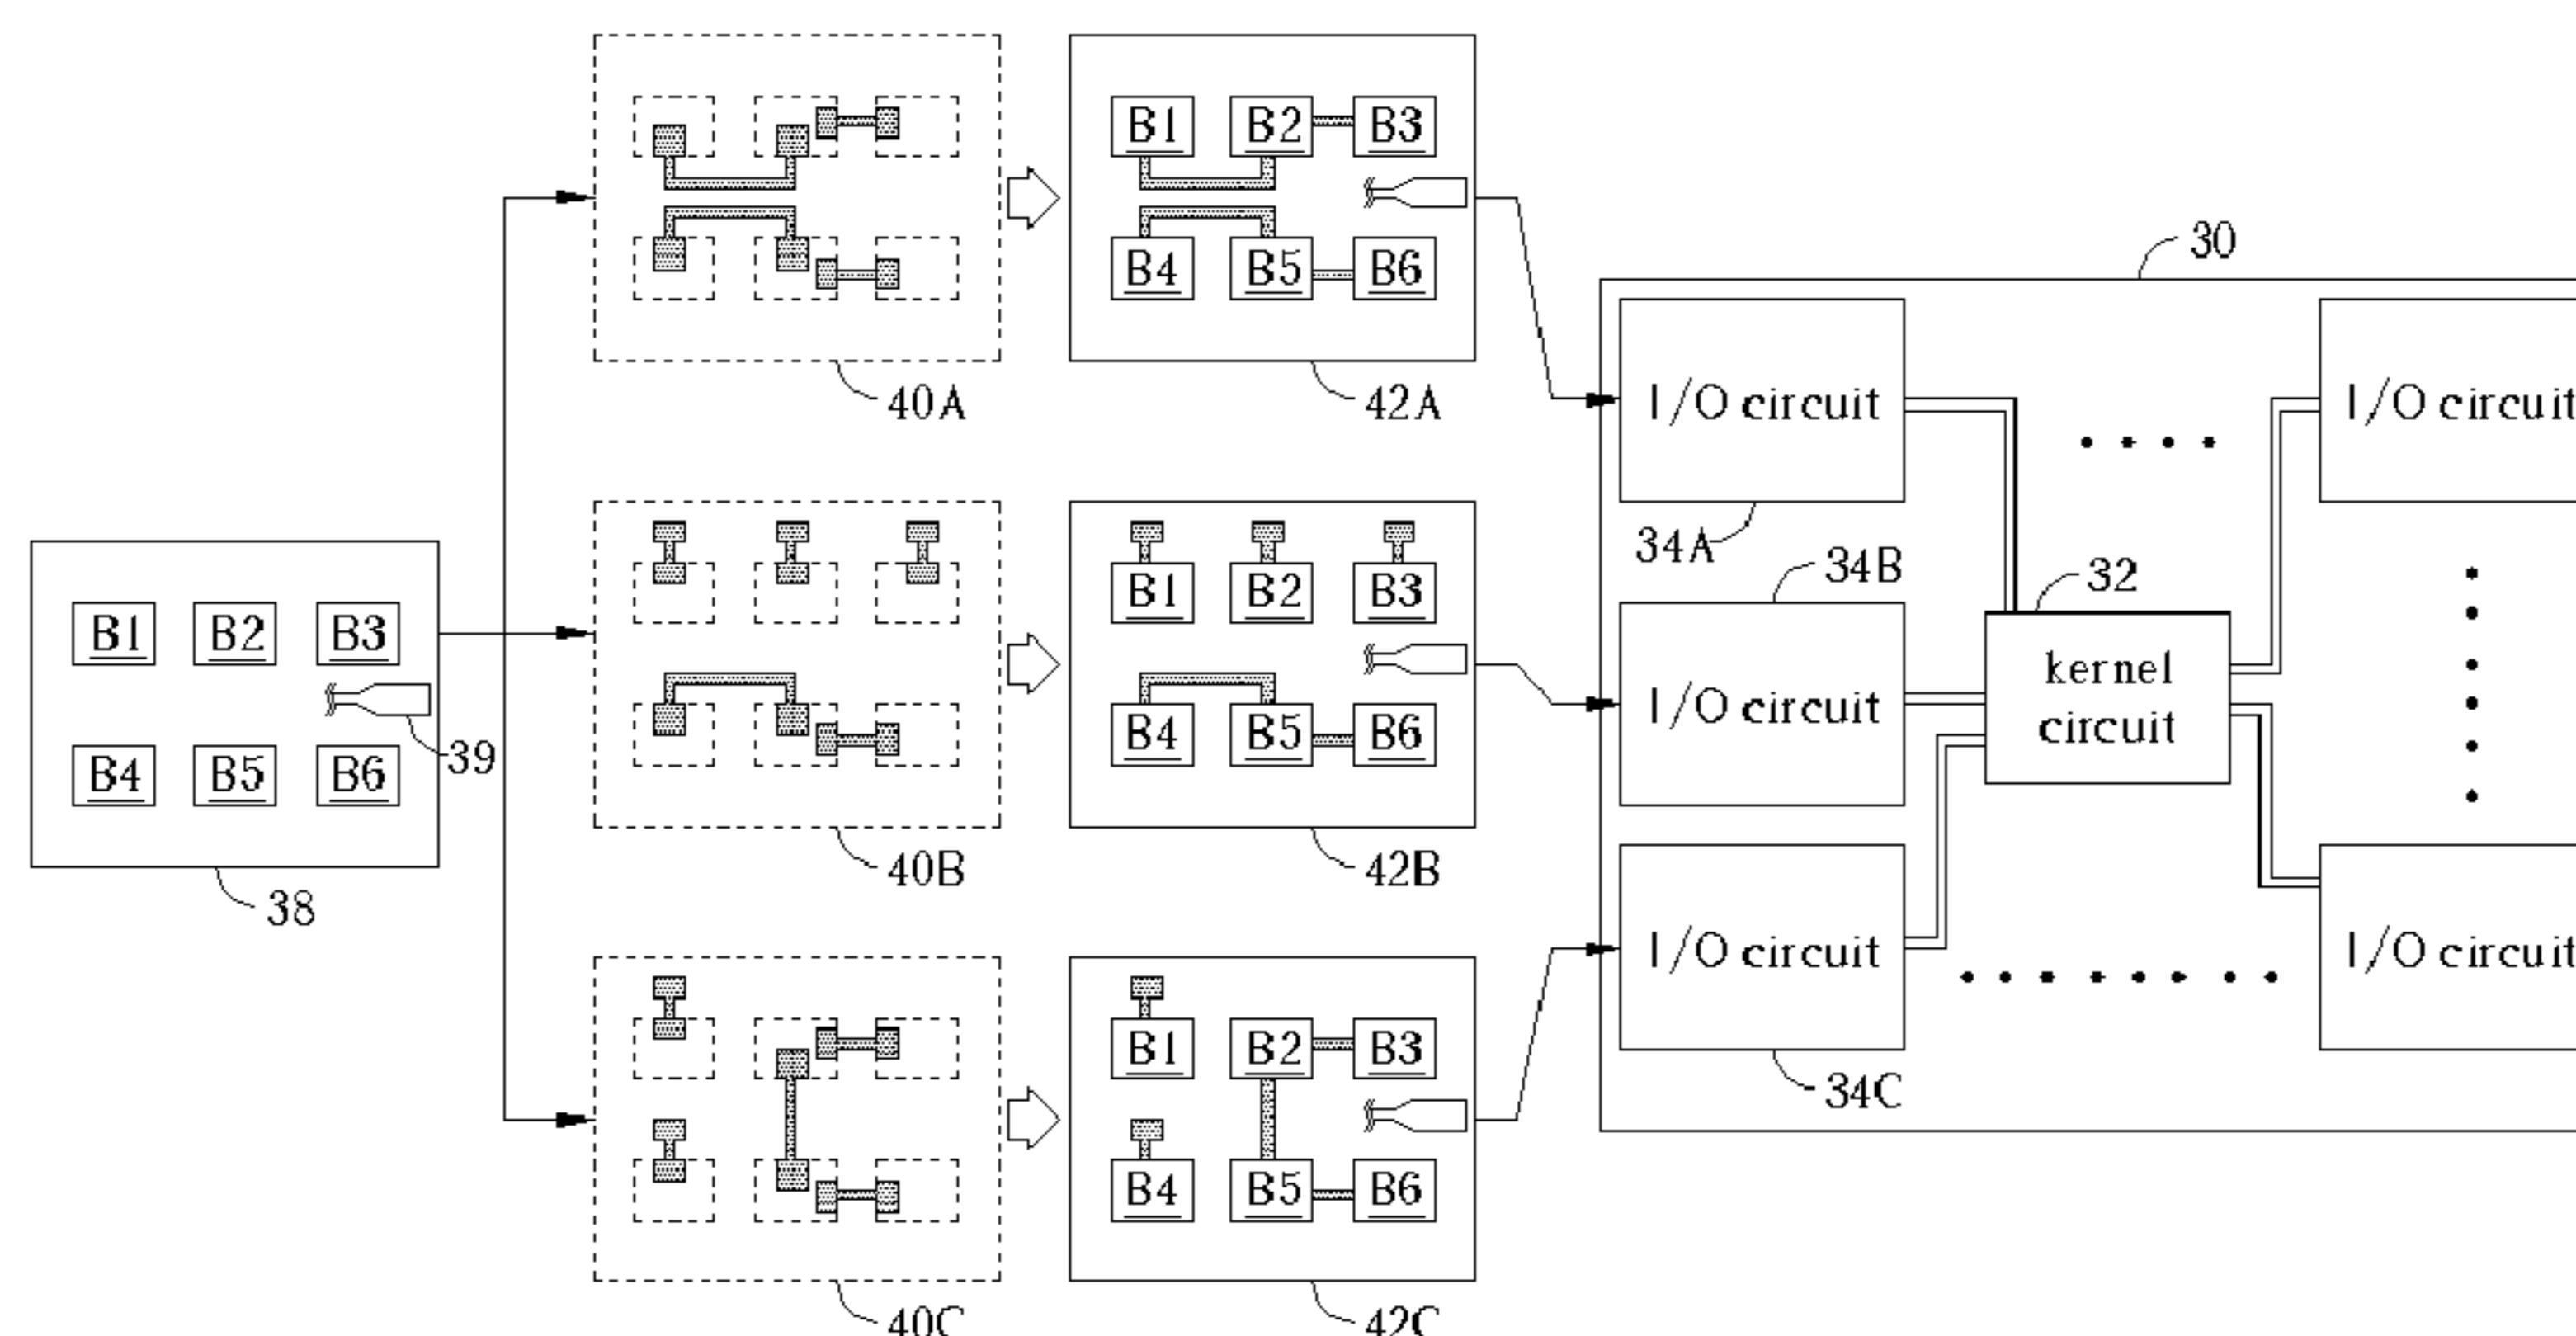 B1 B2 B3
B4 B5 B6
39
38
40A
B1 B2 B3
B4 B5 B6
42A
40B
B1 B2 B3
B4 B5 B6
42B
40C
B1 B2 B3
B4 B5 B6
42C
30
I/O circuit
34A
I/O circuit
34B
I/O circuit
34C
32
kernel
circuit
I/O circuit
I/O circuit